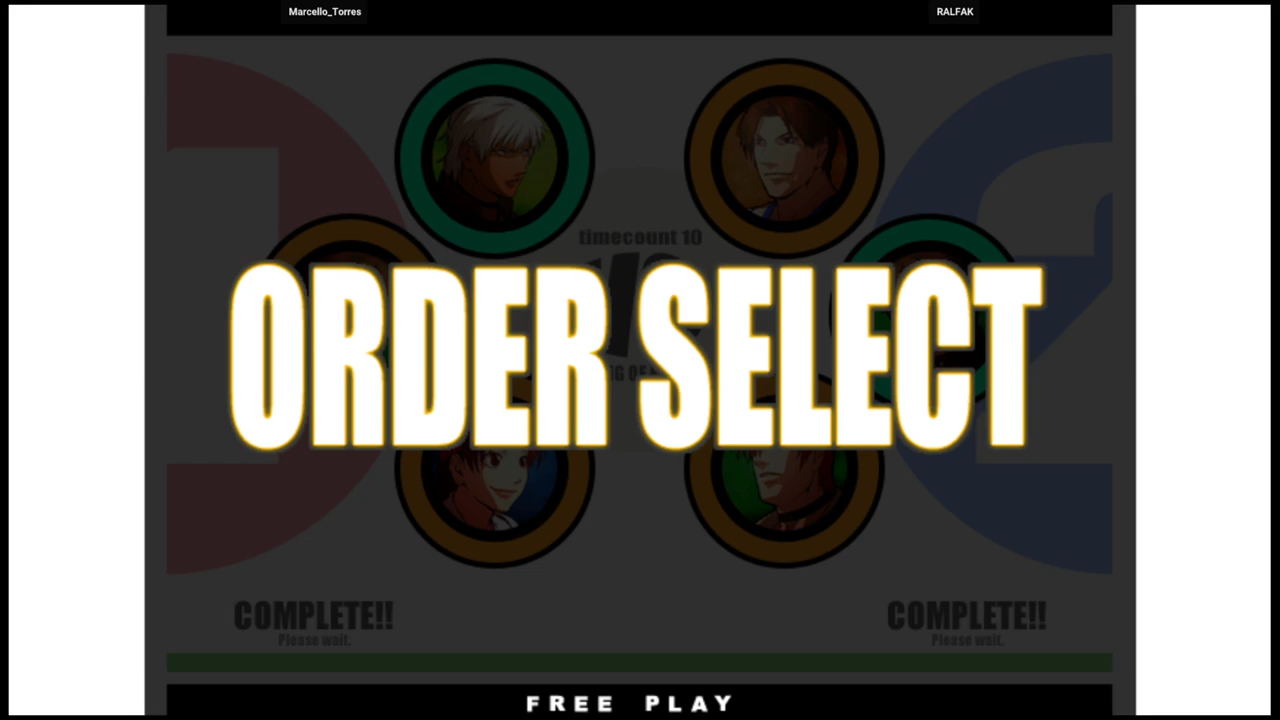 Marcello_Torres
RALFAK
timecount 10
ORDER SELECT
COMPLETE!!
Please wait.
COMPLETE!!
Please wait.
FREE PLAY